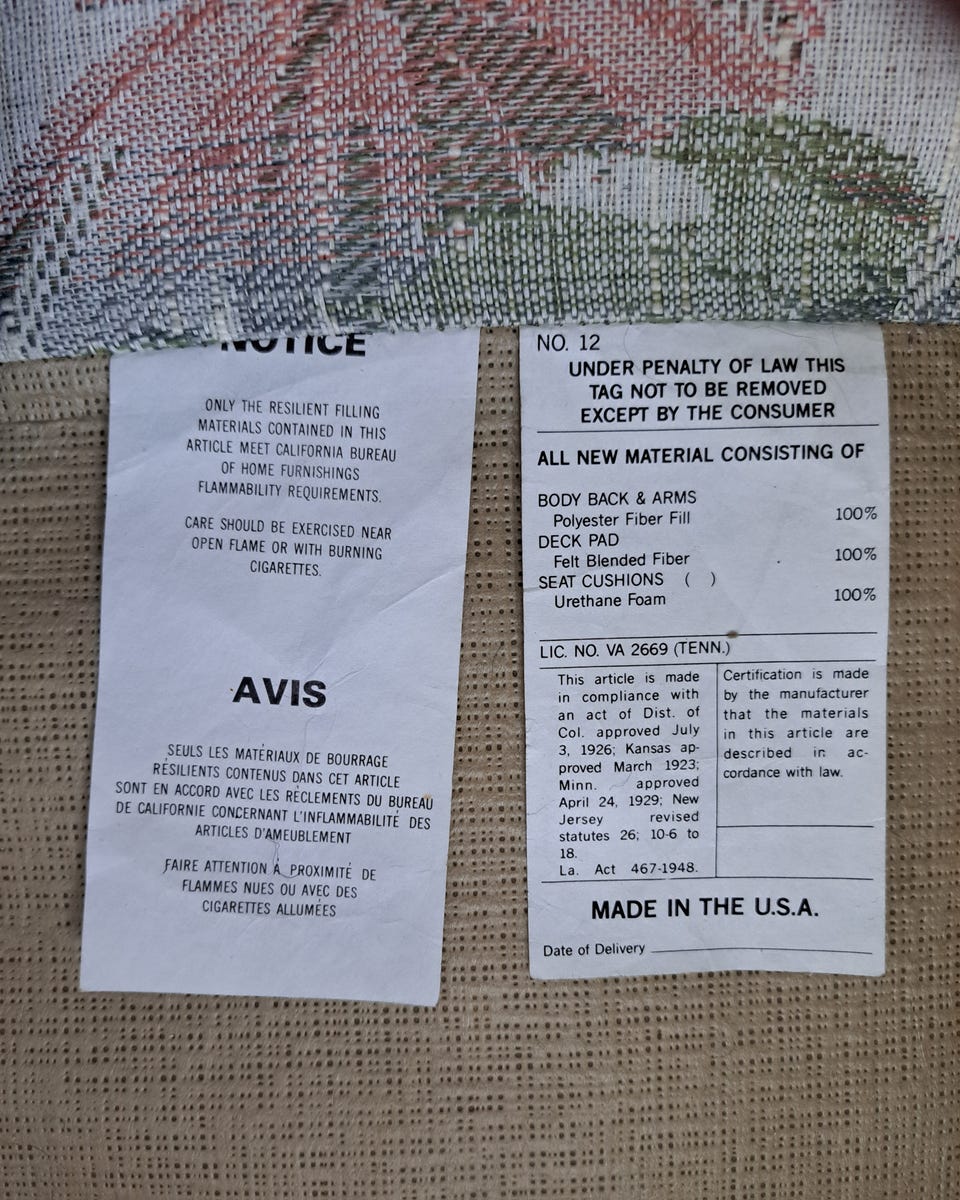 NOTICE
ONLY THE RESILIENT FILLING
MATERIALS CONTAINED IN THIS
ARTICLE MEET CALIFORNIA BUREAU
OF HOME FURNISHINGS
FLAMMABILITY REQUIREMENTS.
CARE SHOULD BE EXERCISED NEAR
OPEN FLAME OR WITH BURNING
CIGARETTES.
AVIS
SEULS LES MATÉRIAUX DE BOURRAGE
RÉSILIENTS CONTENUS DANS CET ARTICLE
SONT EN ACCORD AVEC LES RÈCLEMENTS DU BUREAU
DE CALIFORNIE CONCERNANT L'INFLAMMABILITÉ DES
ARTICLES D'AMEUBLEMENT
FAIRE ATTENTION À PROXIMITÉ DE
FLAMMES NUES OU AVEC DES
CIGARETTES ALLUMÉES
NO. 12
UNDER PENALTY OF LAW THIS
TAG NOT TO BE REMOVED
EXCEPT BY THE CONSUMER
ALL NEW MATERIAL CONSISTING OF
BODY BACK & ARMS
Polyester Fiber Fill 100%
DECK PAD
Felt Blended Fiber 100%
SEAT CUSHIONS ( )
Urethane Foam 100%
LIC. NO. VA 2669 (TENN.)
This article is made
in compliance with
an act of Dist. of
Col. approved July
3, 1926; Kansas ap-
proved March 1923;
Minn. approved
April 24, 1929; New
Jersey revised
statutes 26; 10-6 to
18.
La. Act 467-1948.
Certification is made
by the manufacturer
that the materials
in this article are
described in ac-
cordance with law.
MADE IN THE U.S.A.
Date of Delivery